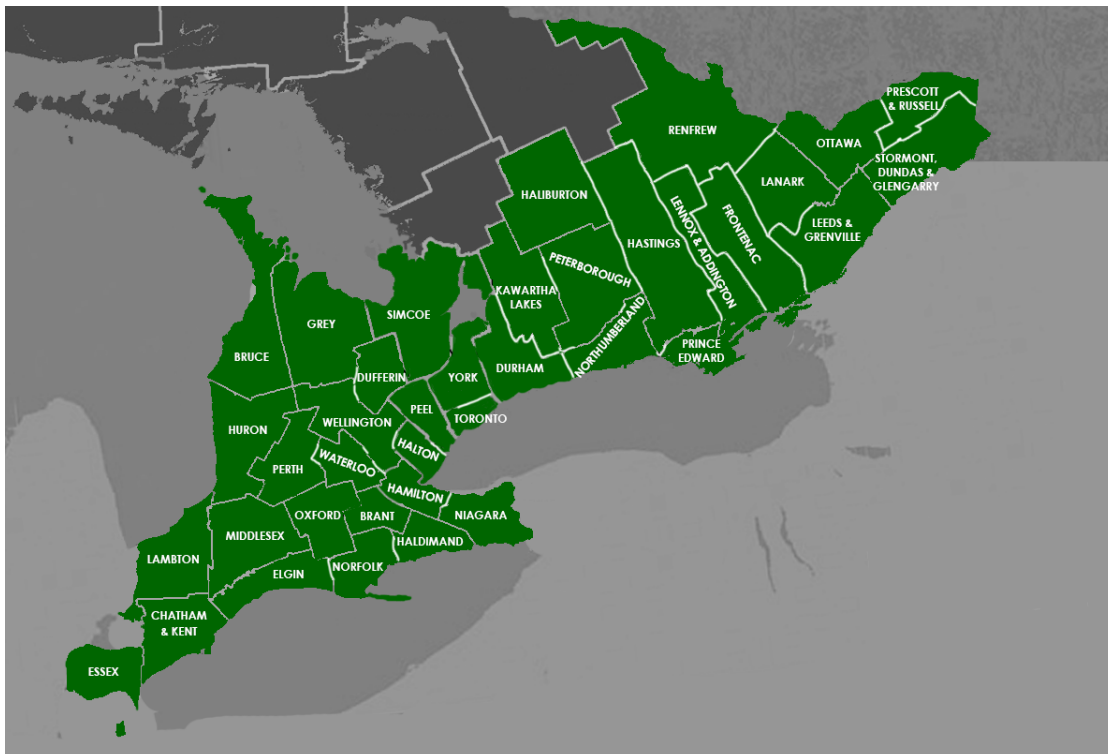 PRESCOTT
& RUSSELL
RENFREW
OTTAWA
STORMONT,
DUNDAS &
GLENGARRY
LANARK
HALIBURTON
LENNOX & ADDINGTON
FRONTENAC
LEEDS &
GRENVILLE
HASTINGS
PETERBOROUGH
KAWARTHA
LAKES
SIMCOE
GREY
NORTHUMBERLAND
BRUCE
PRINCE
EDWARD
DURHAM
YORK
DUFFERIN
PEEL
TORONTO
WELLINGTON
HURON
HALTON
WATERLOO
PERTH
HAMILTON
OXFORD
BRANT
NIAGARA
MIDDLESEX
HALDIMAND
LAMBTON
NORFOLK
ELGIN
CHATHAM
& KENT
ESSEX